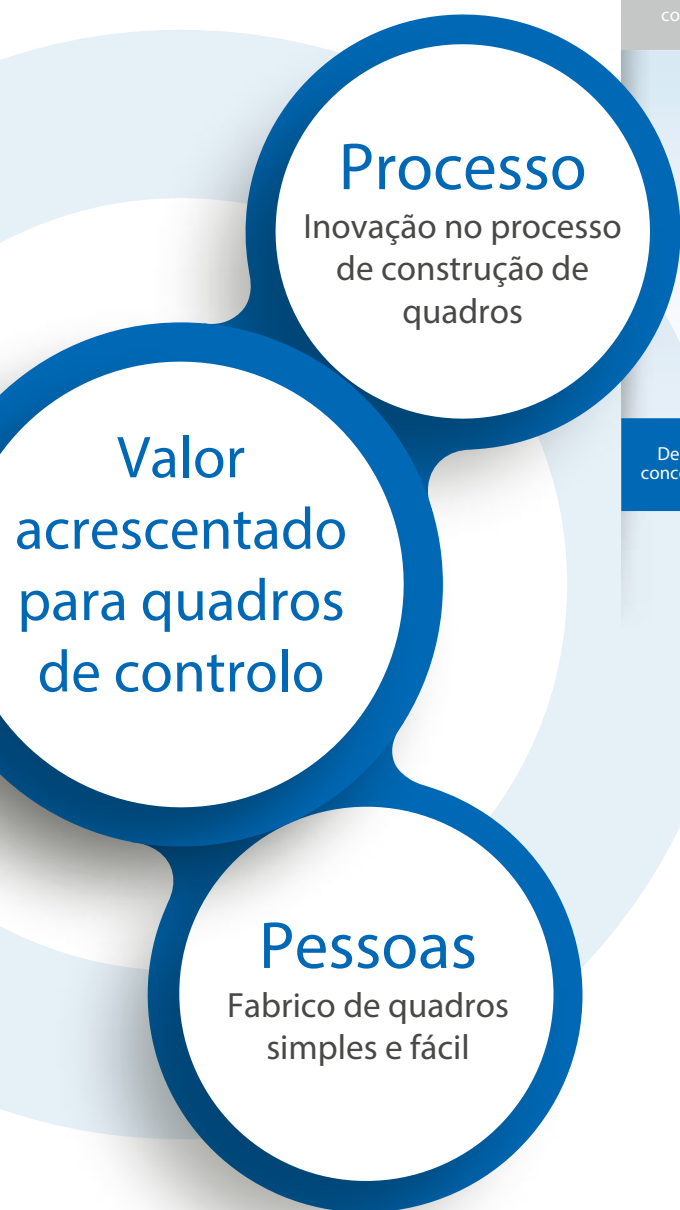 Processo
Inovação no processo
de construção de
quadros
Valor
acrescentado
para quadros
de controlo
Pessoas
Fabrico de quadros
simples e fácil